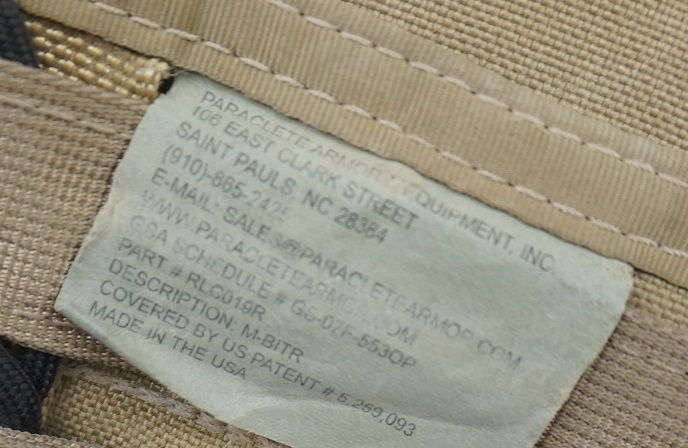 PARACLETE ARMOR & EQUIPMENT, INC.
106 EAST CLARK STREET
SAINT PAULS, NC 28384
(910)-865-
E-MAIL: SALES@PARACLETEARMOR.COM
WWW.PARACLETEARMOR.COM
GSA SCHEDULE # GS-07F-5530P
PART # RLC019R
DESCRIPTION: M-BITR
COVERED BY US PATENT # 5,269,093
MADE IN THE USA